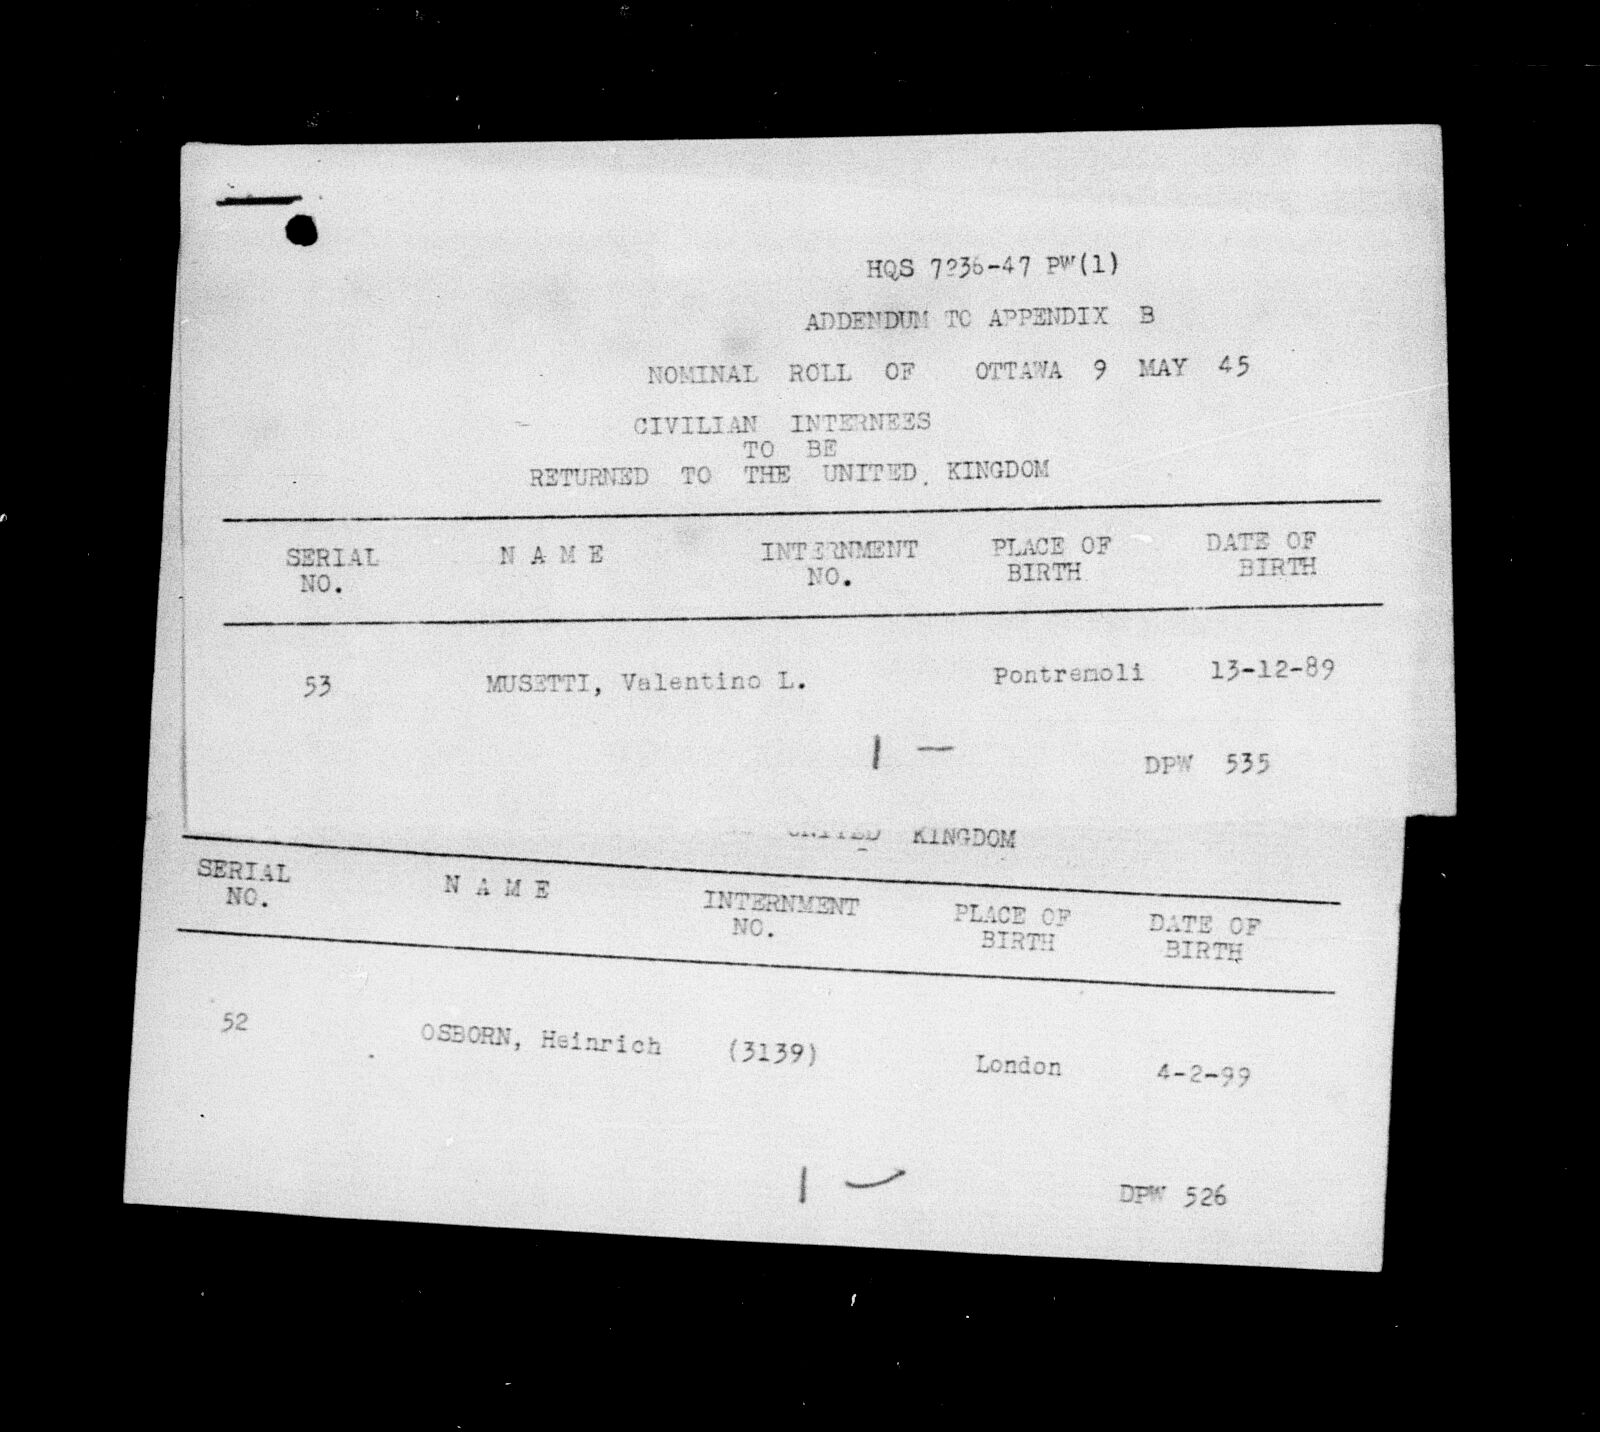 HQS 7236-47 PW(1)
ADDENDUM TO APPENDIX B
NOMINAL ROLL OF OTTAWA 9 MAY 45
CIVILIAN INTERNEES
TO BE
RETURNED TO THE UNITED KINGDOM
SERIAL NO. N A M E INTERNMENT NO. PLACE OF BIRTH DATE OF BIRTH
53 MUSETTI, Valentino L. Pontremoli 13-12-89
1 -
DPW 535
UNITED KINGDOM
SERIAL NO. N A M E INTERNMENT NO. PLACE OF BIRTH DATE OF BIRTH
52 OSBORN, Heinrich (3139) London 4-2-99
1
DPW 526